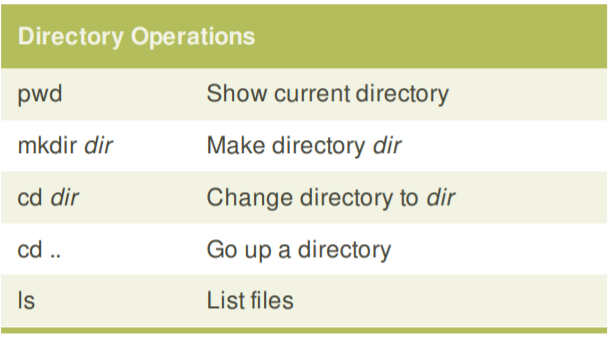 Directory Operations
pwd Show current directory
mkdir dir Make directory dir
cd dir Change directory to dir
cd .. Go up a directory
ls List files